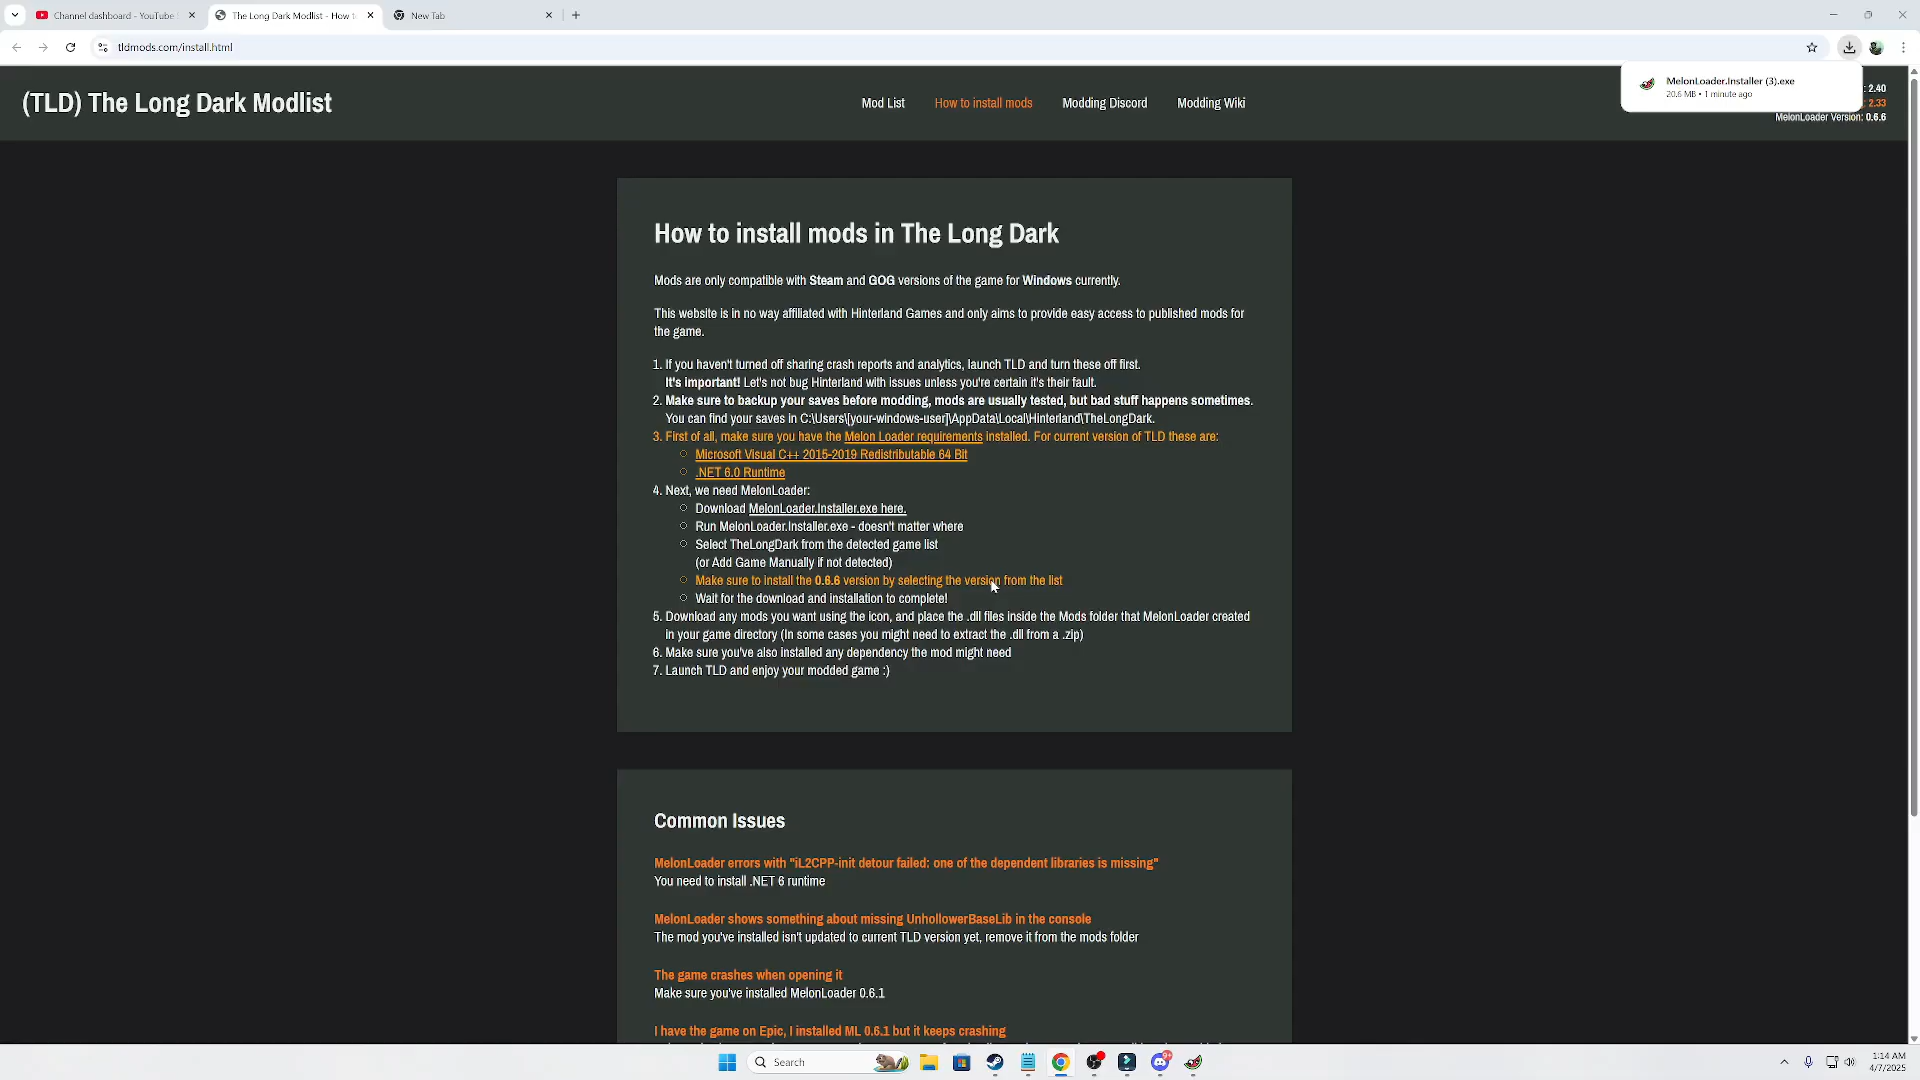 Channel dashboard - YouTube
The Long Dark Modlist - How t
New Tab
tldmods.com/install.html
MelonLoader.Installer (3).exe
20.6 MB • 1 minute ago
(TLD) The Long Dark Modlist
Mod List
How to install mods
Modding Discord
Modding Wiki
: 2.40
: 2.33
MelonLoader Version: 0.6.6
How to install mods in The Long Dark
Mods are only compatible with Steam and GOG versions of the game for Windows currently.
This website is in no way affiliated with Hinterland Games and only aims to provide easy access to published mods for
the game.
1. If you haven't turned off sharing crash reports and analytics, launch TLD and turn these off first.
It's important! Let's not bug Hinterland with issues unless you're certain it's their fault.
2. Make sure to backup your saves before modding, mods are usually tested, but bad stuff happens sometimes.
You can find your saves in C:\Users\[your-windows-user]\AppData\Local\Hinterland\TheLongDark.
3. First of all, make sure you have the Melon Loader requirements installed. For current version of TLD these are:
Microsoft Visual C++ 2015-2019 Redistributable 64 Bit
.NET 6.0 Runtime
4. Next, we need MelonLoader:
Download MelonLoader.Installer.exe here.
Run MelonLoader.Installer.exe - doesn't matter where
Select TheLongDark from the detected game list
(or Add Game Manually if not detected)
Make sure to install the 0.6.6 version by selecting the version from the list
Wait for the download and installation to complete!
5. Download any mods you want using the icon, and place the .dll files inside the Mods folder that MelonLoader created
in your game directory (In some cases you might need to extract the .dll from a .zip)
6. Make sure you've also installed any dependency the mod might need
7. Launch TLD and enjoy your modded game :)
Common Issues
MelonLoader errors with "iL2CPP-init detour failed: one of the dependent libraries is missing"
You need to install .NET 6 runtime
MelonLoader shows something about missing UnhollowerBaseLib in the console
The mod you've installed isn't updated to current TLD version yet, remove it from the mods folder
The game crashes when opening it
Make sure you've installed MelonLoader 0.6.1
I have the game on Epic, I installed ML 0.6.1 but it keeps crashing
Search
9+
1:14 AM
4/7/2025